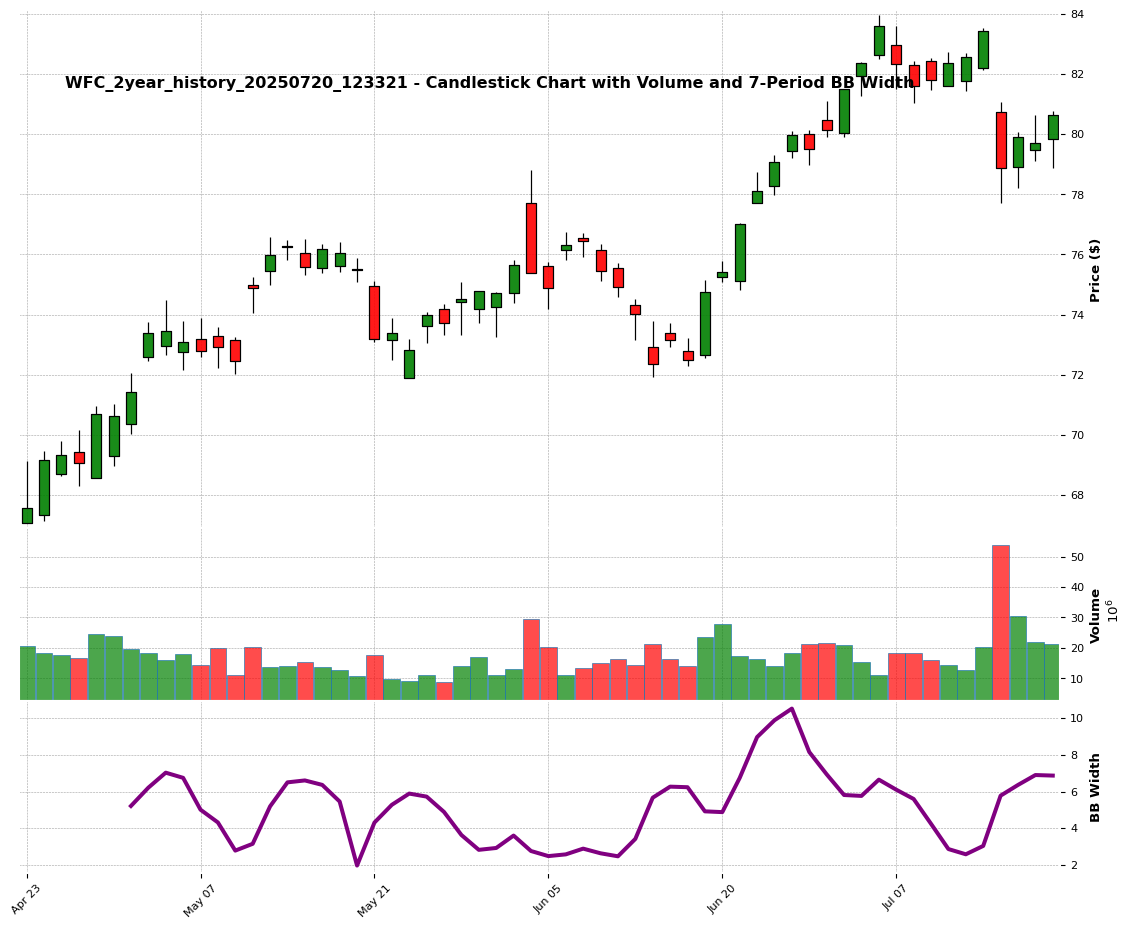 WFC_2year_history_20250720_123321 - Candlestick Chart with Volume and 7-Period BB Width
84
82
80
78
76
74
72
70
68
Price ($)
50
40
30
20
10
Volume
10^6
10
8
6
4
2
BB Width
Apr 23
May 07
May 21
Jun 05
Jun 20
Jul 07